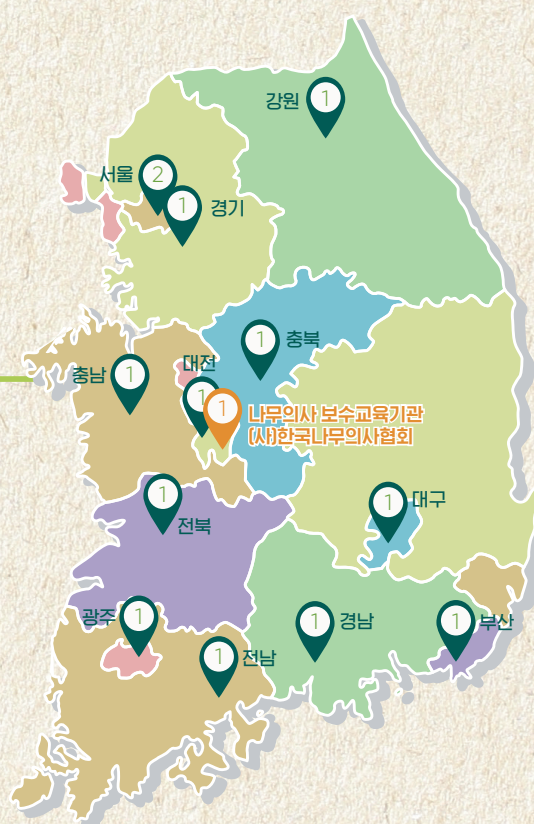 강원 1
서울 2
1 경기
1 충북
대전
충남 1
1
1
나무의사 보수교육기관
(사)한국나무의사협회
1 대구
1
전북
광주 1
1 경남
1 부산
1 전남